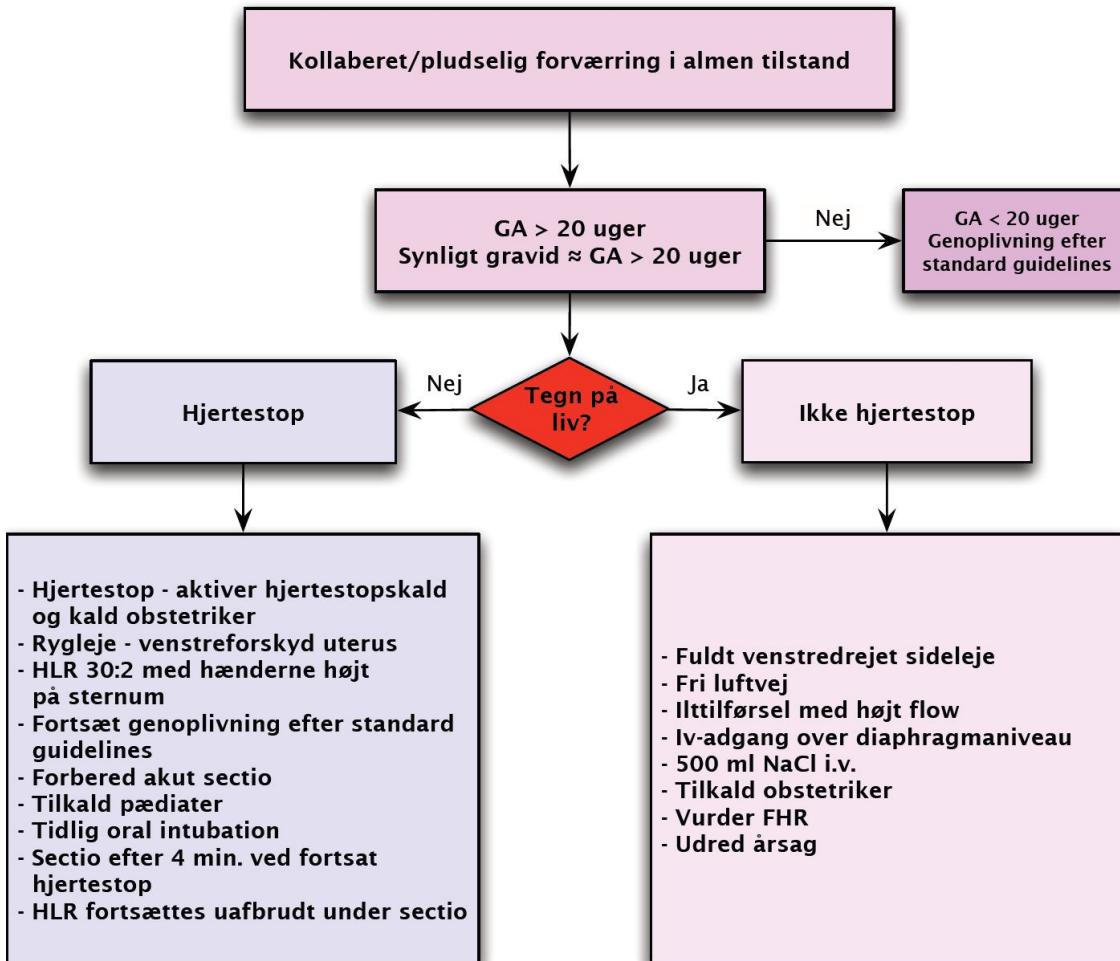 Kollaberet/pludselig forværring i almen tilstand
GA > 20 uger
Synligt gravid ≈ GA > 20 uger
Nej
GA < 20 uger
Genoplivning efter
standard guidelines
Hjertestop
Nej
Tegn på
liv?
Ja
Ikke hjertestop
- Hjertestop - aktiver hjertestopskald
og kald obstetriker
- Rygleje - venstreforskyd uterus
- HLR 30:2 med hænderne højt
på sternum
- Fortsæt genoplivning efter standard
guidelines
- Forbered akut sectio
- Tilkald pædiater
- Tidlig oral intubation
- Sectio efter 4 min. ved fortsat
hjertestop
- HLR fortsættes uafbrudt under sectio
- Fuldt venstredrejet sideleje
- Fri luftvej
- Ilttilførsel med højt flow
- Iv-adgang over diaphragmaniveau
- 500 ml NaCl i.v.
- Tilkald obstetriker
- Vurder FHR
- Udred årsag